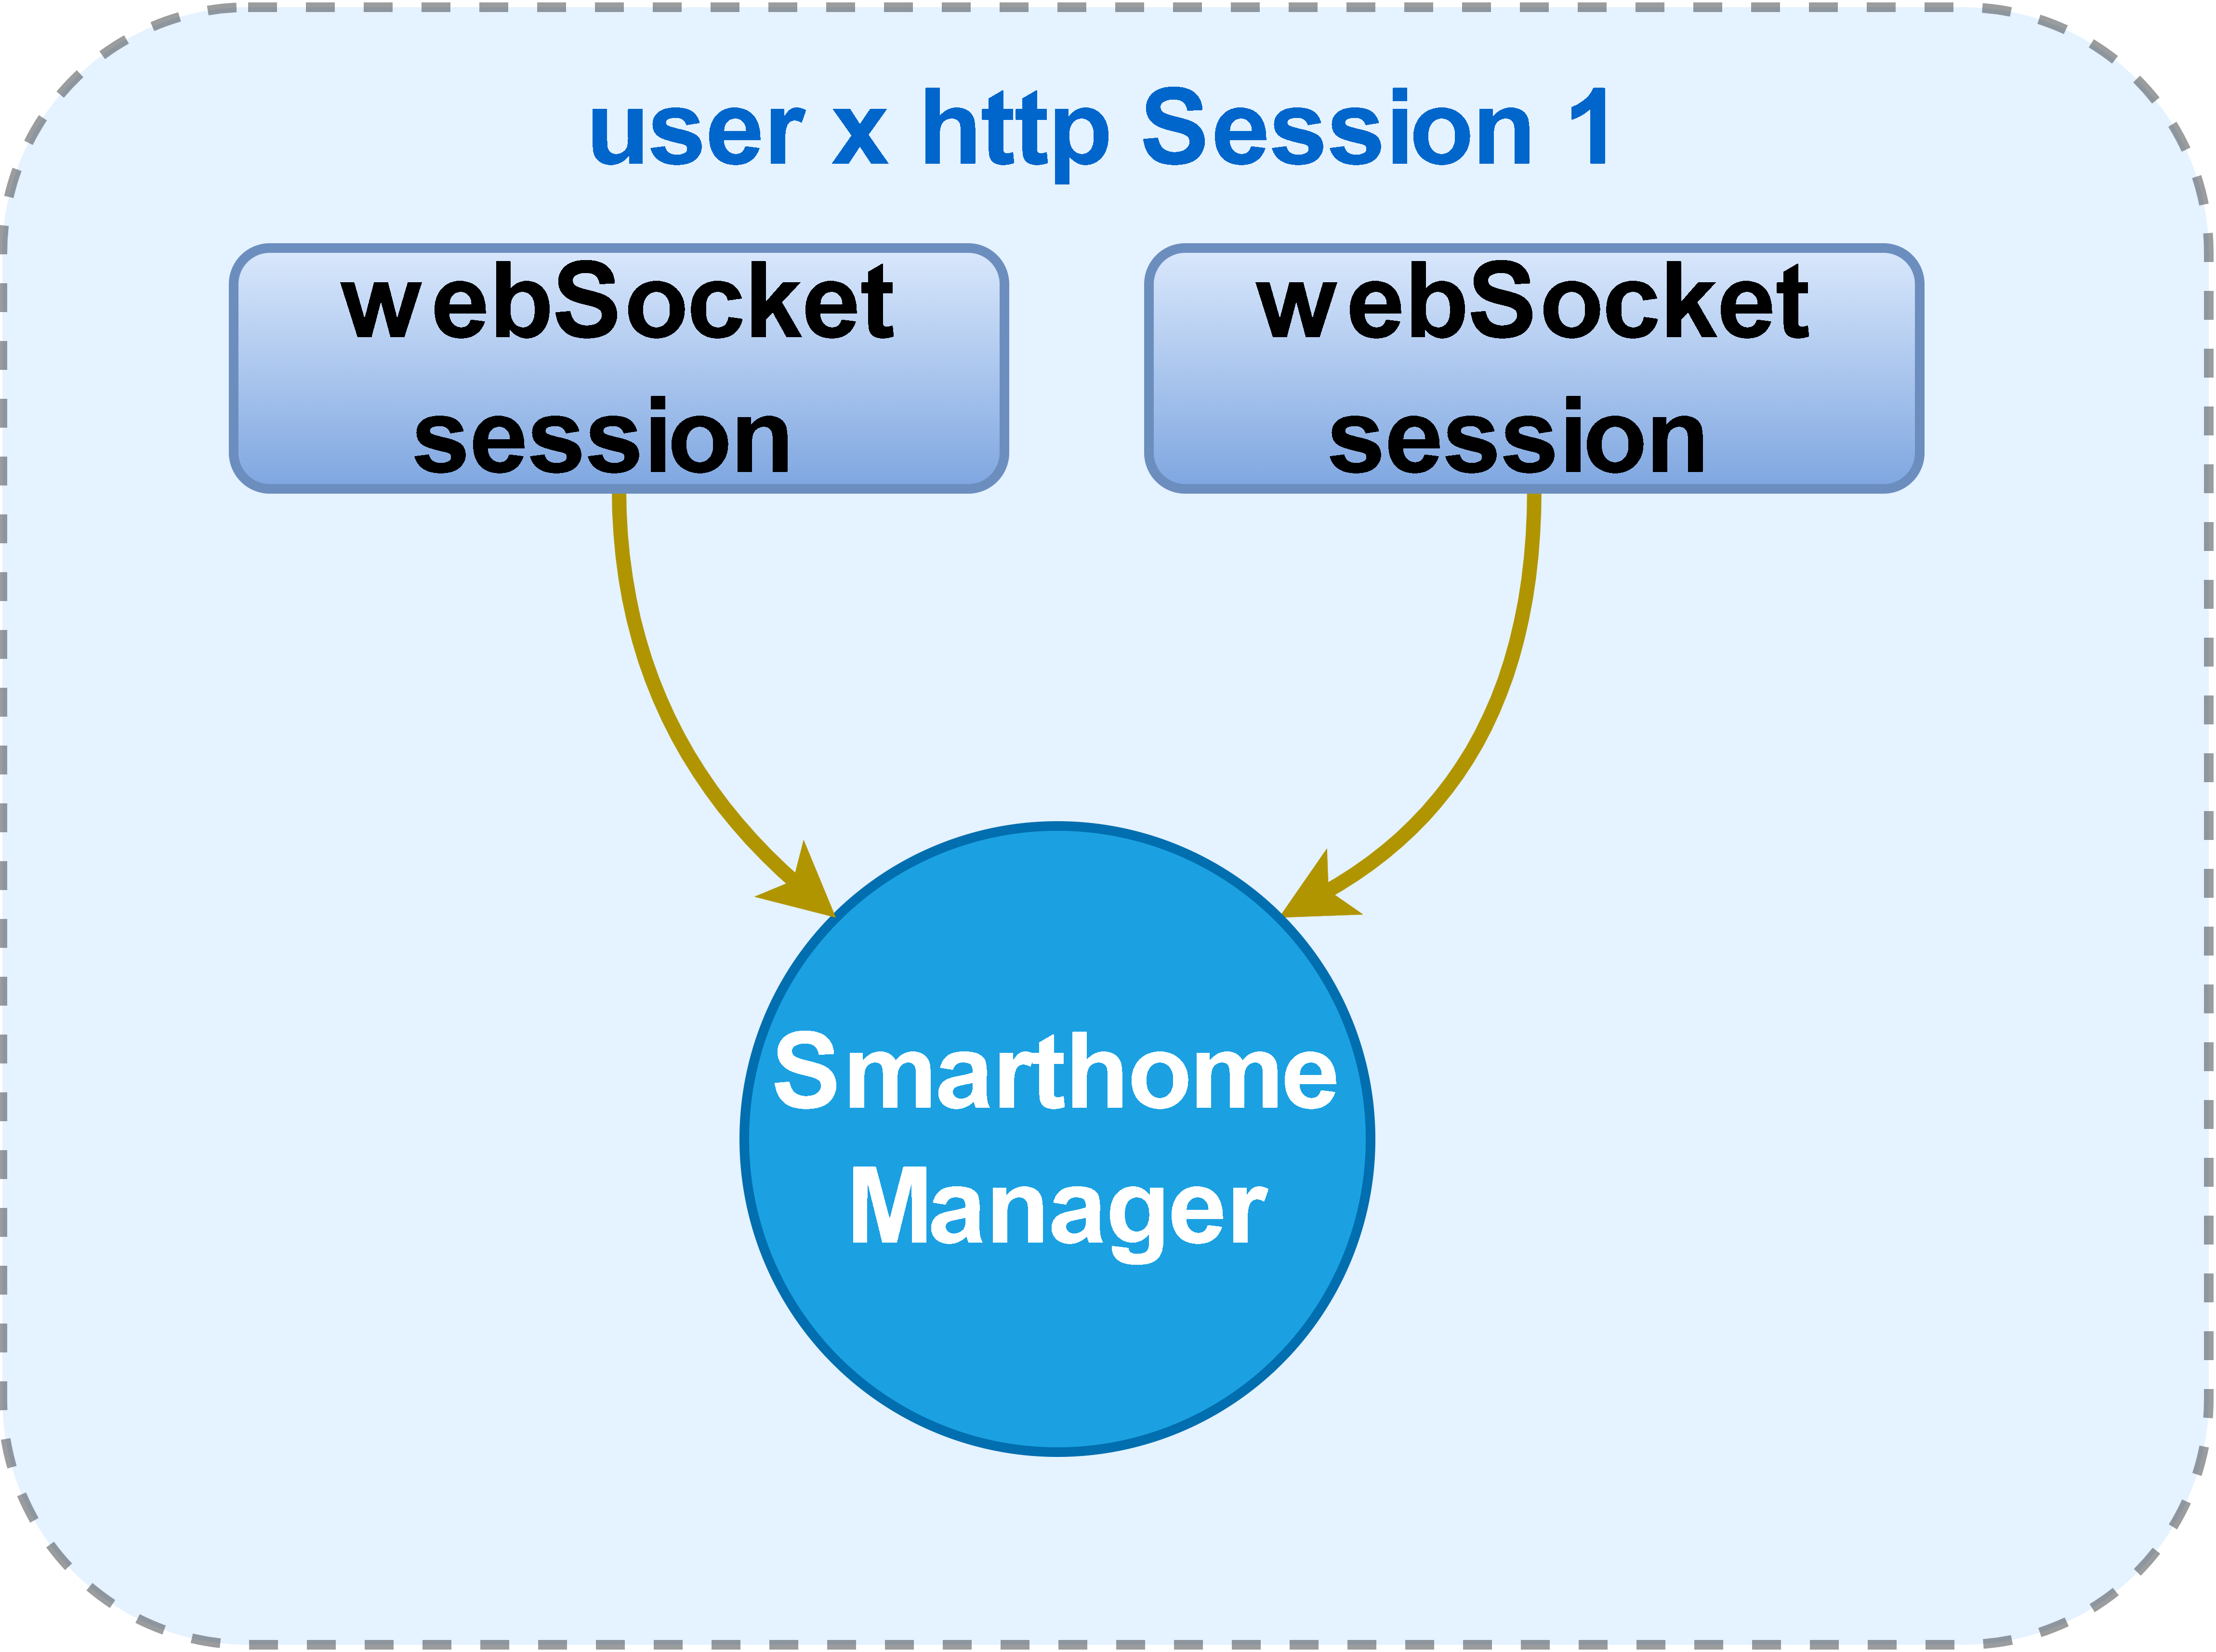 user x http Session 1
webSocket
session
webSocket
session
Smarthome
Manager